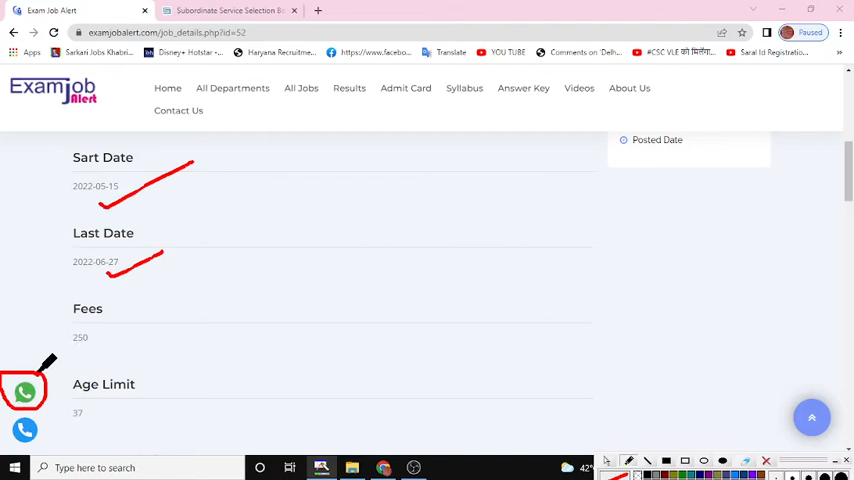 Exam Job Alert
Subordinate Service Selection Bo
examjobalert.com/job_details.php?id=52
Paused
Apps
Sarkari Jobs Khabri...
Disney+ Hotstar -...
Haryana Recruitme...
https://www.facebo...
Translate
YOU TUBE
Comments on 'Delh...
#CSC VLE को मिलेंगा...
Saral Id Registratio...
Examjob Alert
Home
All Departments
All Jobs
Results
Admit Card
Syllabus
Answer Key
Videos
About Us
Contact Us
Posted Date
Sart Date
2022-05-15
Last Date
2022-06-27
Fees
250
Age Limit
37
Type here to search
42°